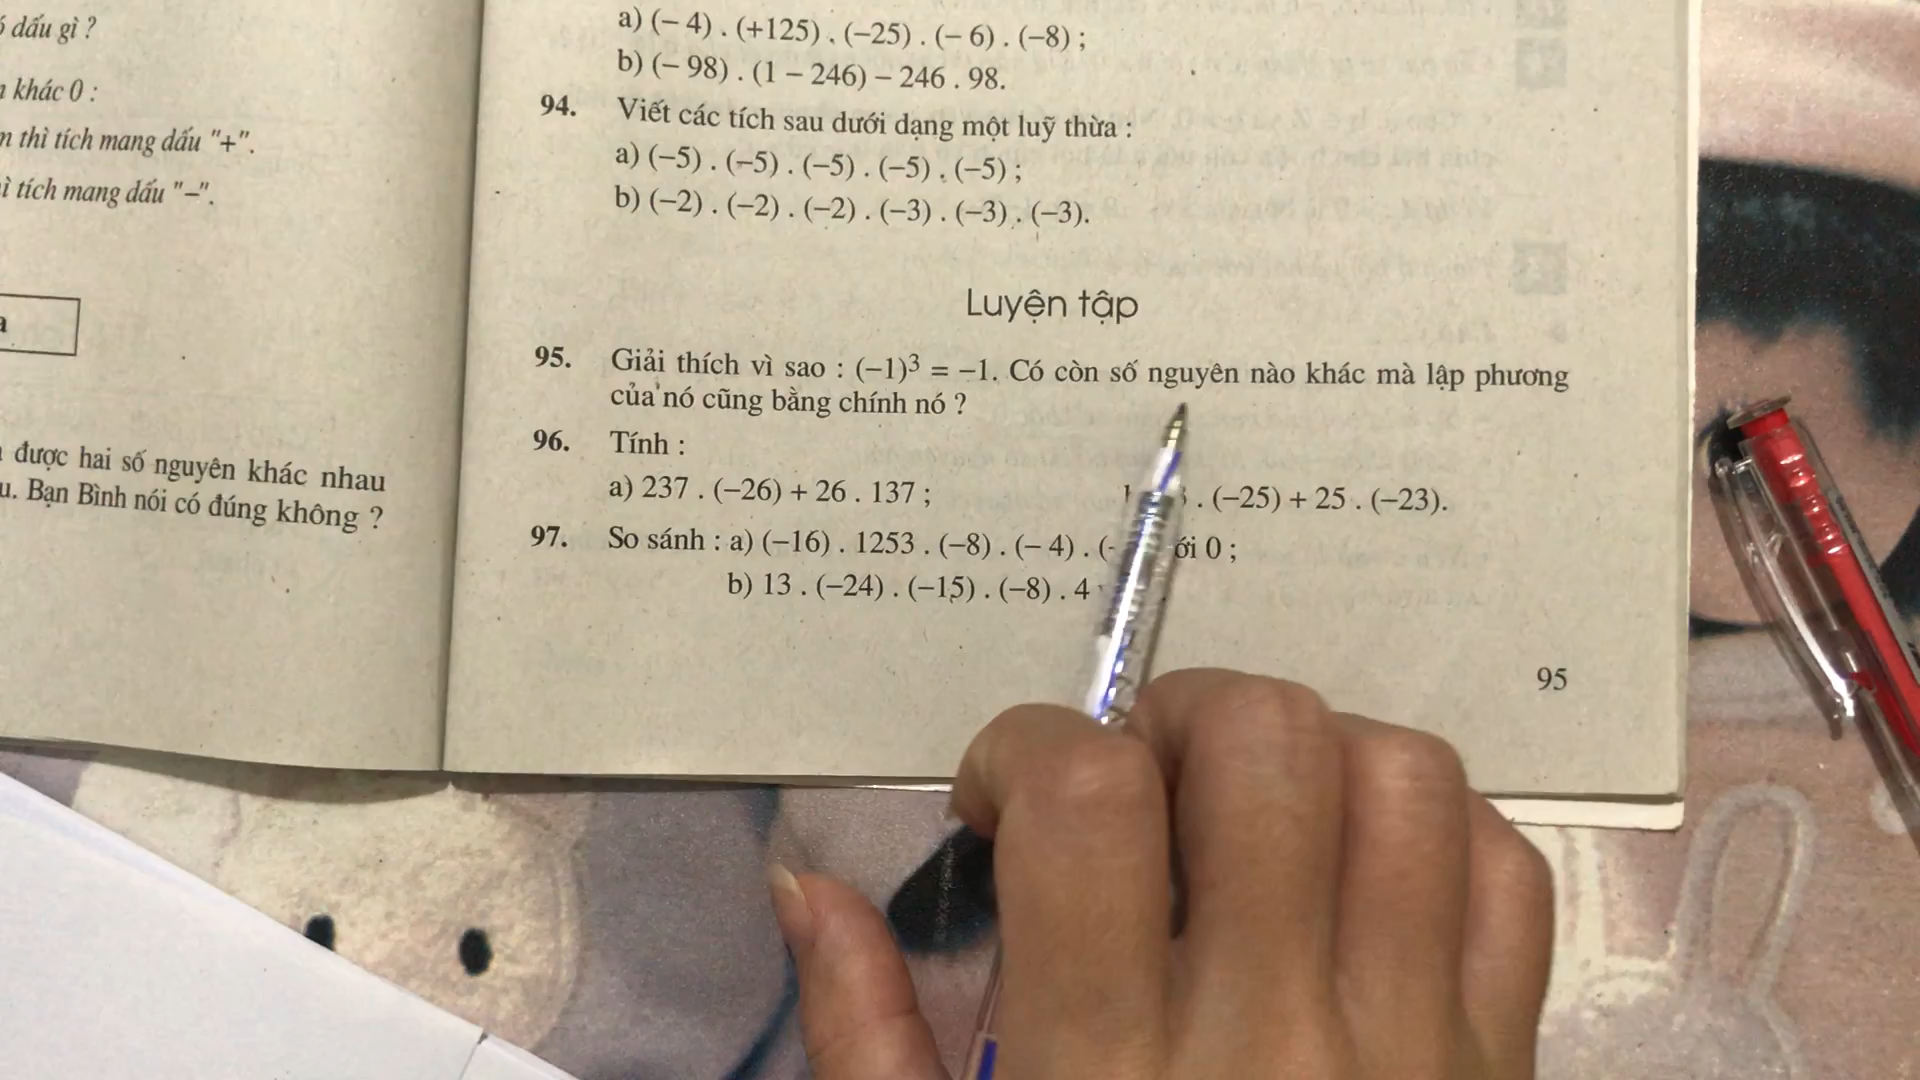 dấu gì ?
khác 0 :
thì tích mang dấu "+".
tích mang dấu "–".
a
được hai số nguyên khác nhau
u. Bạn Bình nói có đúng không ?
a) (– 4) . (+125) . (–25) . (– 6) . (–8) ;
b) (– 98) . (1 – 246) – 246 . 98.
94. Viết các tích sau dưới dạng một luỹ thừa :
a) (–5) . (–5) . (–5) . (–5) . (–5) ;
b) (–2) . (–2) . (–2) . (–3) . (–3) . (–3).
Luyện tập
95. Giải thích vì sao : (–1)³ = –1. Có còn số nguyên nào khác mà lập phương
của nó cũng bằng chính nó ?
96. Tính :
a) 237 . (–26) + 26 . 137 ; . (–25) + 25 . (–23).
97. So sánh : a) (–16) . 1253 . (–8) . (– 4) . (– ới 0 ;
b) 13 . (–24) . (–15) . (–8) . 4
95